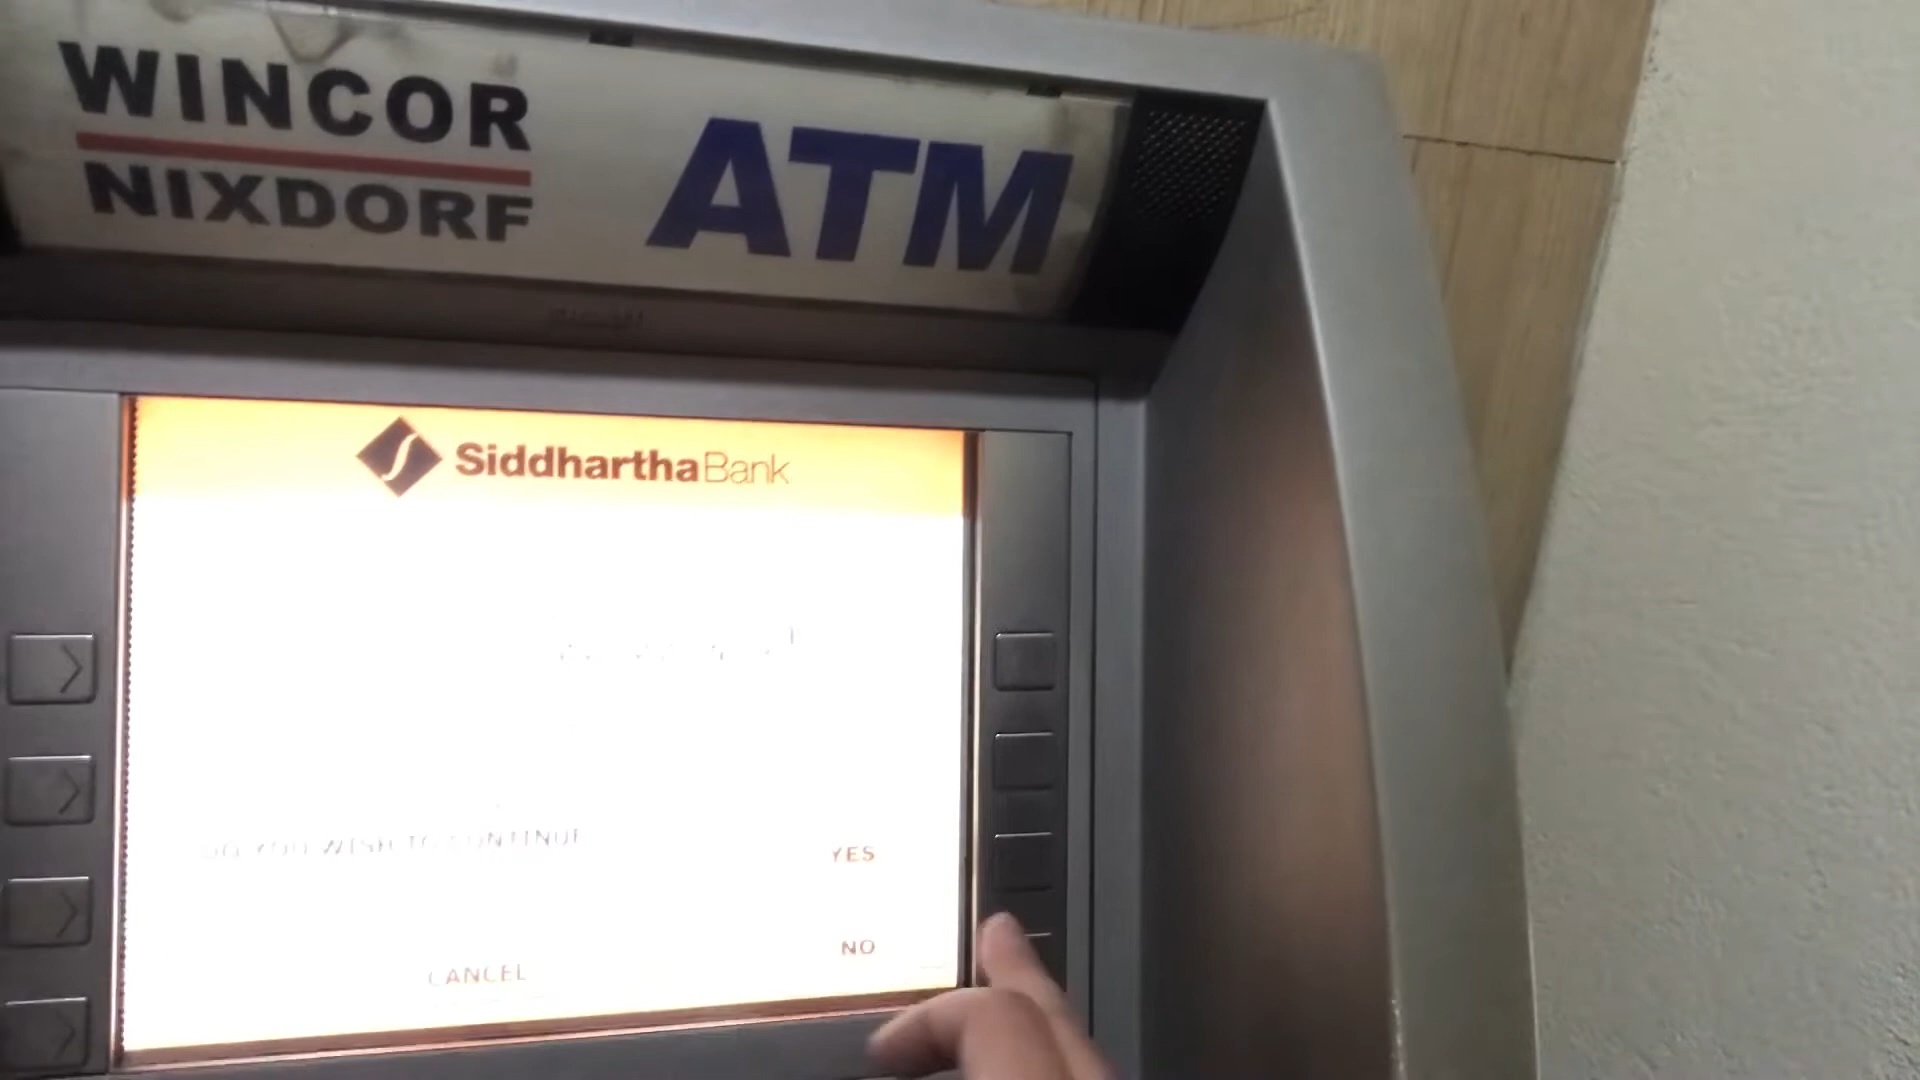 WINCOR
NIXDORF
ATM
SiddharthaBank
DO YOU WISH TO CONTINUE
YES
NO
CANCEL